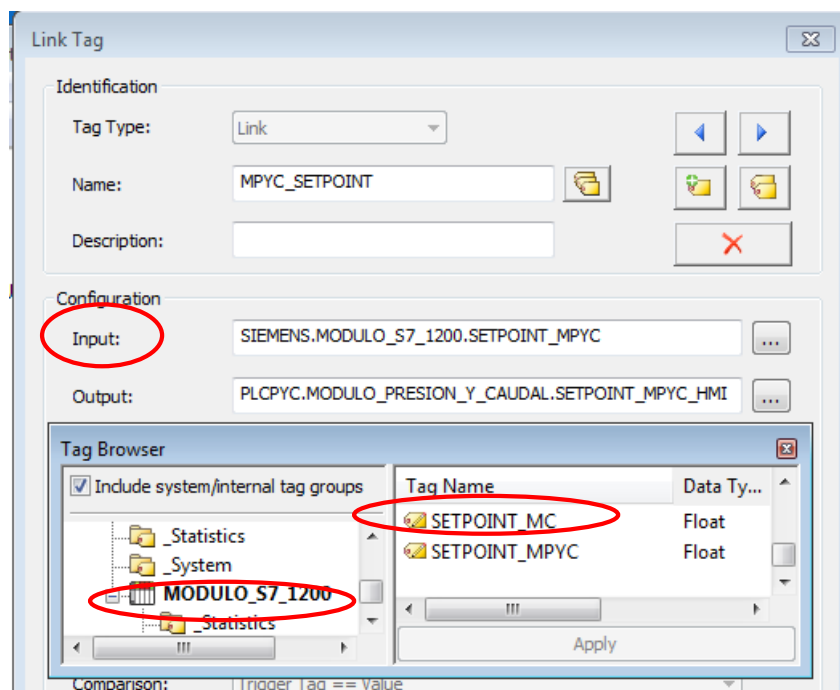 Link Tag
Identification
Tag Type: Link
Name: MPYC_SETPOINT
Description:
Configuration
Input: SIEMENS.MODULO_S7_1200.SETPOINT_MPYC ...
Output: PLCPYC.MODULO_PRESION_Y_CAUDAL.SETPOINT_MPYC_HMI ...
Tag Browser
Include system/internal tag groups
_Statistics
_System
MODULO_S7_1200
_Statistics
Tag Name Data Ty...
SETPOINT_MC Float
SETPOINT_MPYC Float
Apply
Comparison: Trigger Tag == Value